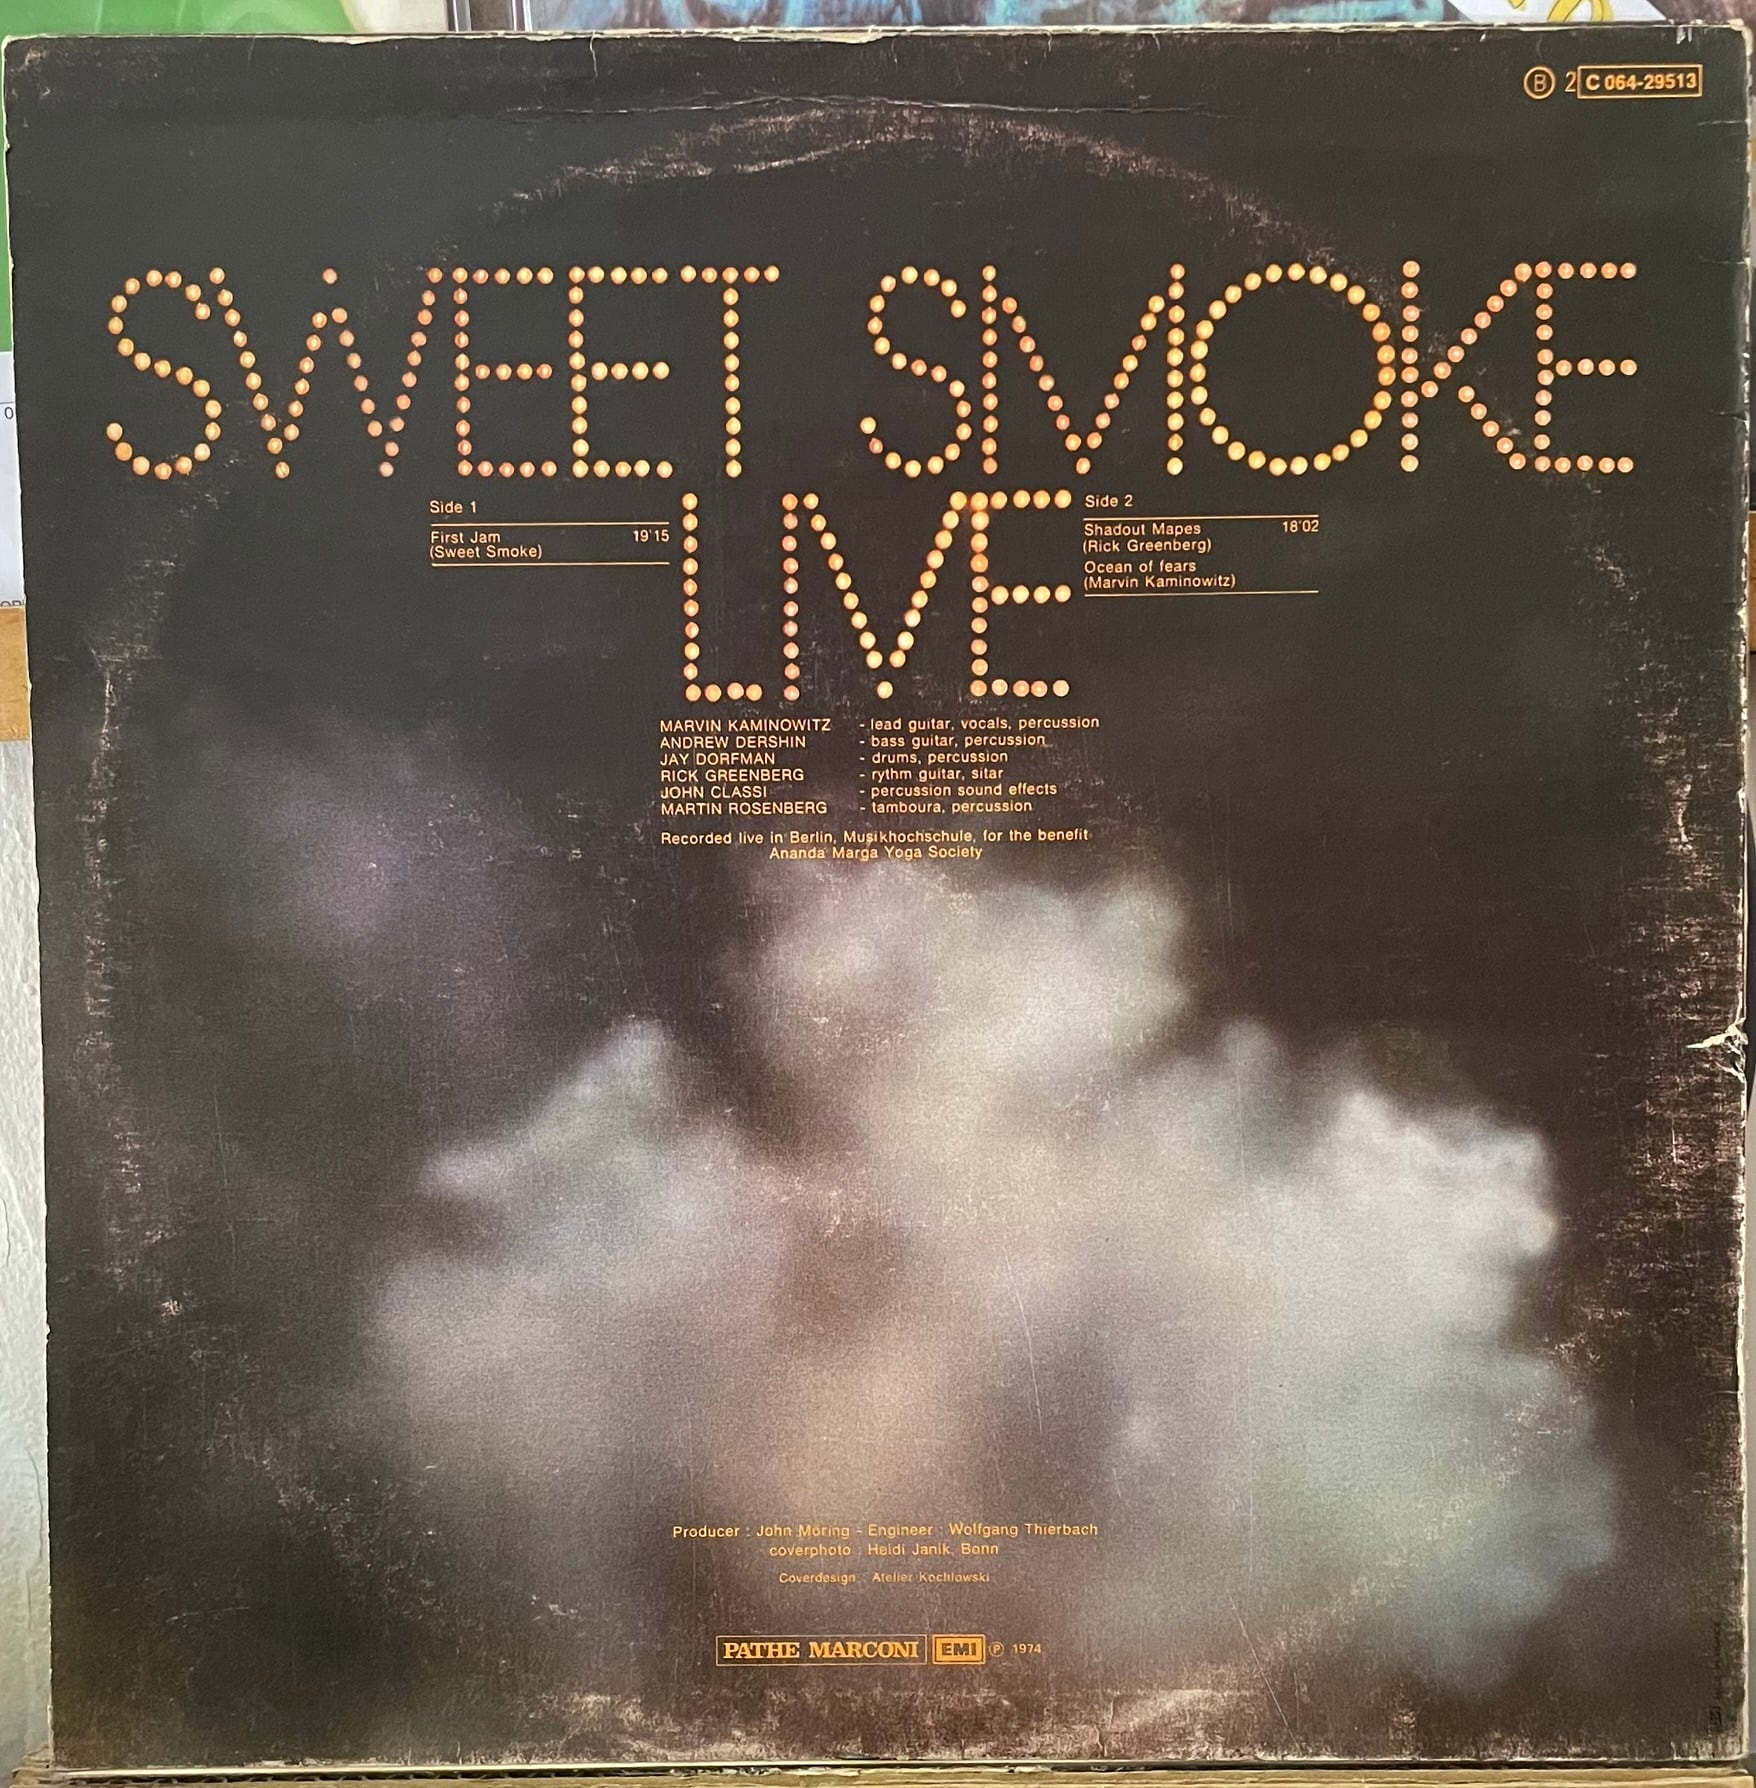 B 2 C 064-29513
SWEET SMOKE
LIVE
Side 1
First Jam 19'15
(Sweet Smoke)
Side 2
Shadout Mapes 18'02
(Rick Greenberg)
Ocean of fears
(Marvin Kaminowitz)
MARVIN KAMINOWITZ - lead guitar, vocals, percussion
ANDREW DERSHIN - bass guitar, percussion
JAY DORFMAN - drums, percussion
RICK GREENBERG - rythm guitar, sitar
JOHN CLASSI - percussion sound effects
MARTIN ROSENBERG - tamboura, percussion
Recorded live in Berlin, Musikhochschule, for the benefit
Ananda Marga Yoga Society
Producer : John Möring - Engineer : Wolfgang Thierbach
coverphoto : Heidi Janik, Bonn
Coverdesign : Atelier Kochlowski
PATHE MARCONI EMI ℗ 1974